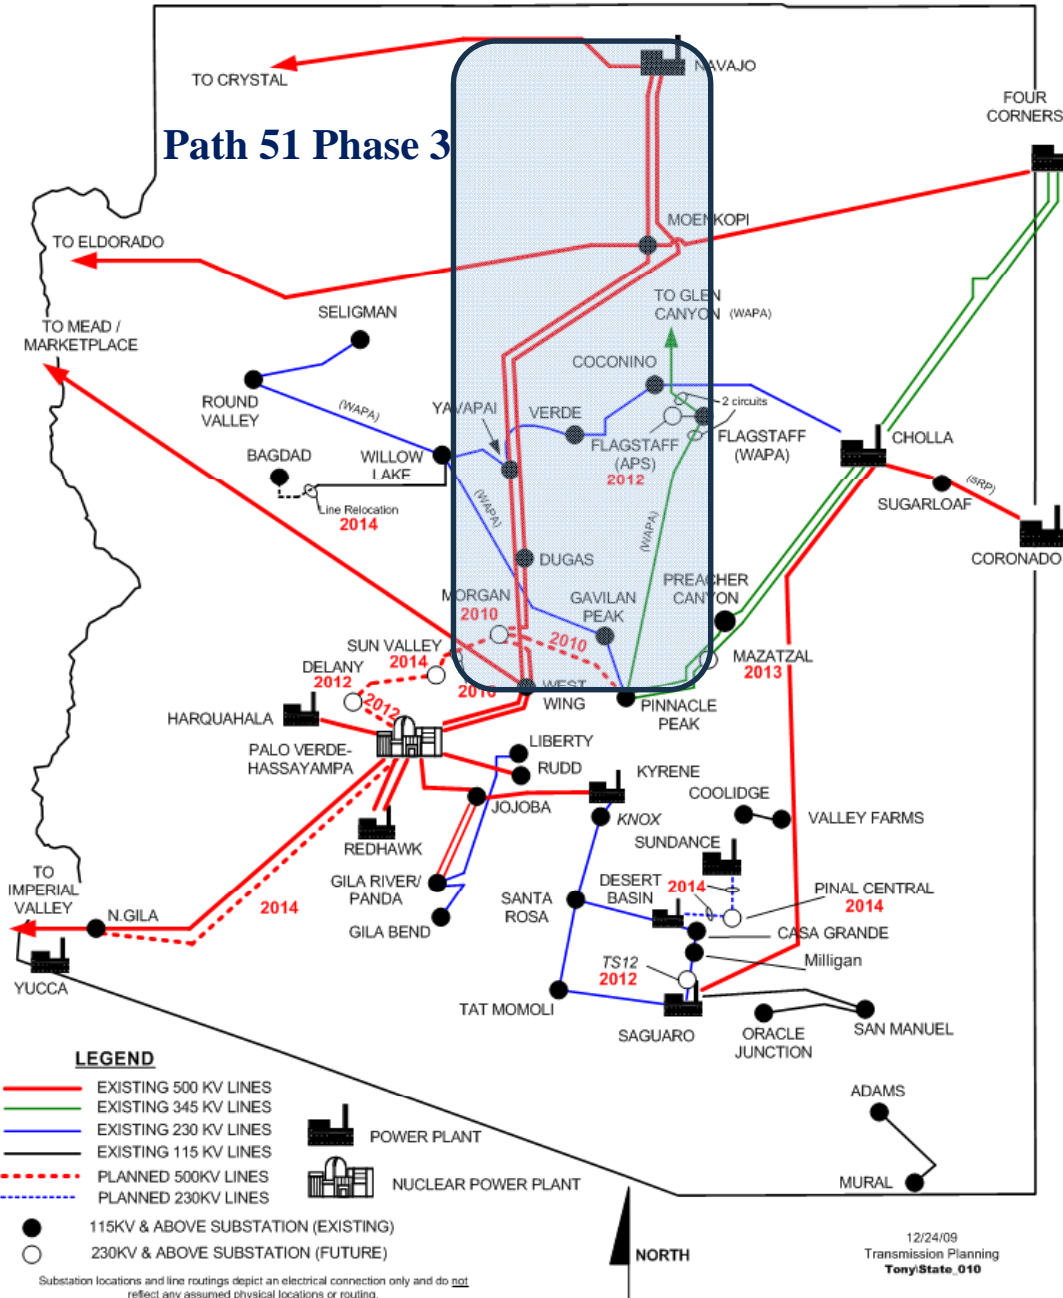 TO CRYSTAL
NAVAJO
FOUR
CORNERS
Path 51 Phase 3
MOENKOPI
TO ELDORADO
TO GLEN
CANYON (WAPA)
SELIGMAN
TO MEAD /
MARKETPLACE
COCONINO
ROUND
VALLEY
(WAPA)
YAVAPAI
VERDE
2 circuits
FLAGSTAFF
(APS)
2012
FLAGSTAFF
(WAPA)
CHOLLA
BAGDAD
WILLOW
LAKE
Line Relocation
2014
(WAPA)
(WAPA)
SUGARLOAF
(SRP)
CORONADO
DUGAS
PREACHER
CANYON
MORGAN
2010
GAVILAN
PEAK
2010
SUN VALLEY
2014
MAZATZAL
2013
DELANY
2012
2012
WEST
WING
PINNACLE
PEAK
HARQUAHALA
PALO VERDE-
HASSAYAMPA
LIBERTY
RUDD
KYRENE
JOJOBA
KNOX
COOLIDGE
VALLEY FARMS
REDHAWK
SUNDANCE
TO
IMPERIAL
VALLEY
GILA RIVER/
PANDA
DESERT
BASIN
2014
PINAL CENTRAL
2014
2014
SANTA
ROSA
N.GILA
GILA BEND
CASA GRANDE
Milligan
TS12
2012
YUCCA
TAT MOMOLI
SAGUARO
ORACLE
JUNCTION
SAN MANUEL
LEGEND
EXISTING 500 KV LINES
EXISTING 345 KV LINES
EXISTING 230 KV LINES
EXISTING 115 KV LINES
PLANNED 500KV LINES
PLANNED 230KV LINES
POWER PLANT
NUCLEAR POWER PLANT
115KV & ABOVE SUBSTATION (EXISTING)
230KV & ABOVE SUBSTATION (FUTURE)
ADAMS
MURAL
NORTH
12/24/09
Transmission Planning
Tony\State_010
Substation locations and line routings depict an electrical connection only and do not
reflect any assumed physical locations or routing.